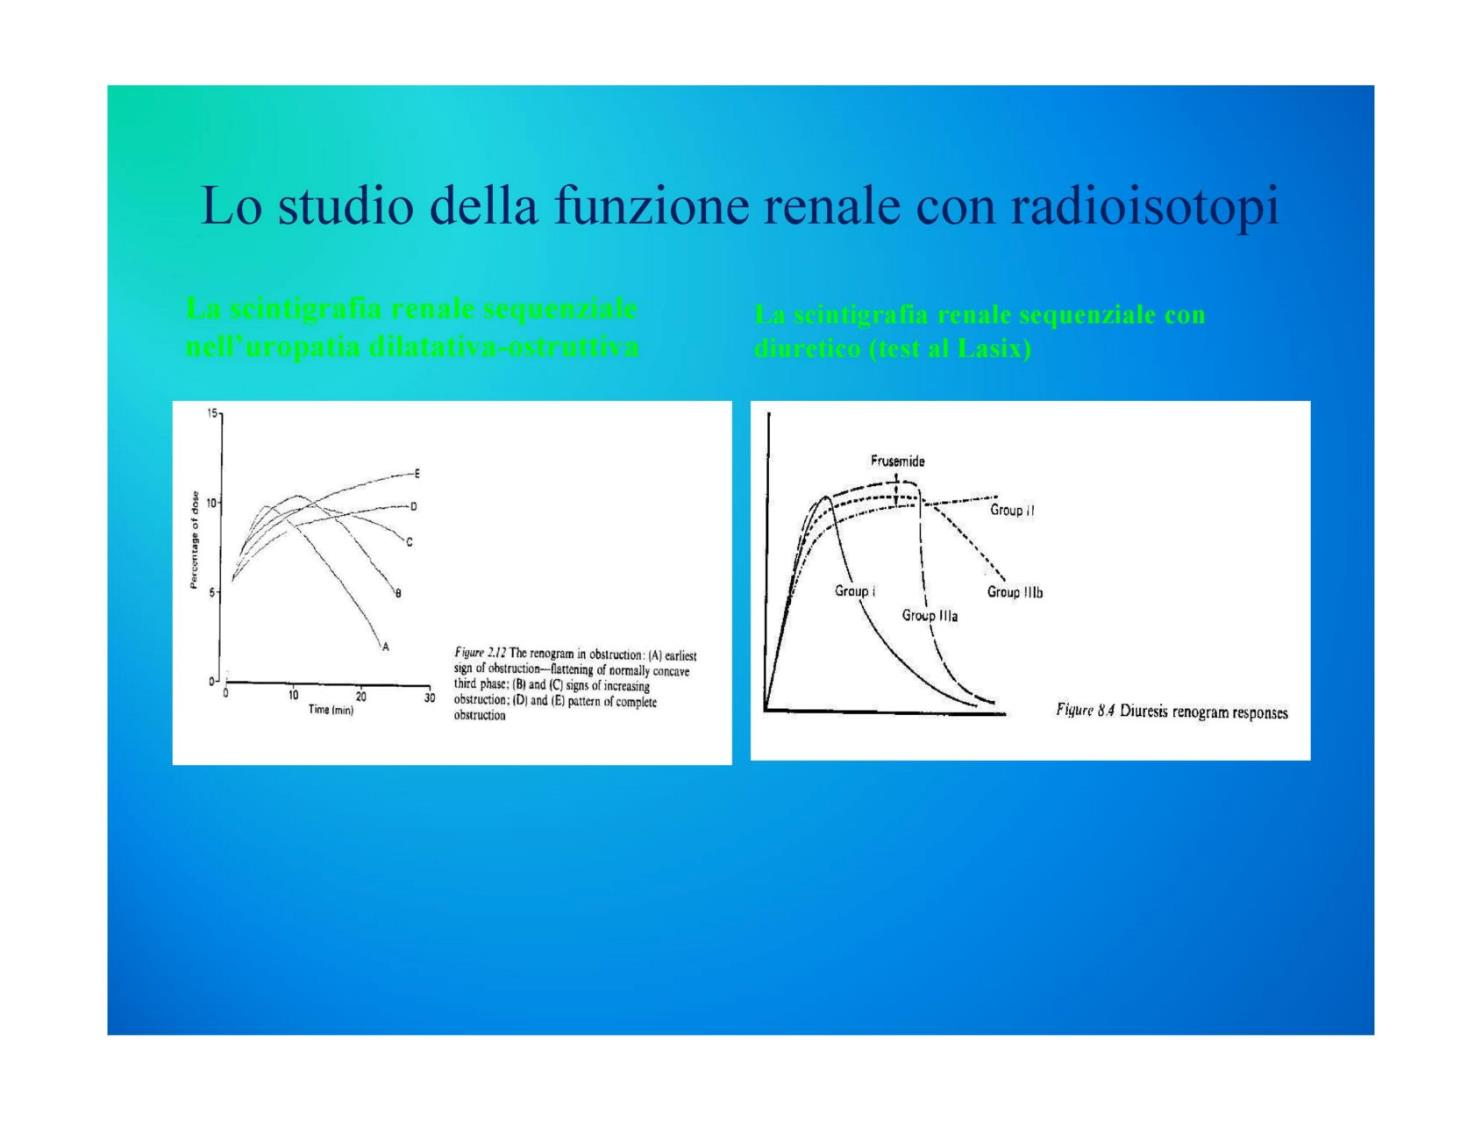 Lo studio della funzione renale con radioisotopi
La scintigrafia renale sequenziale
nell'uropatia dilatativa-ostruttiva
La scintigrafia renale sequenziale con
diuretico (test al Lasix)
15
10
5
0
Percentage of dose
0
10
20
30
Time (min)
E
D
C
B
A
Figure 2.12 The renogram in obstruction: (A) earliest
sign of obstruction—flattening of normally concave
third phase; (B) and (C) signs of increasing
obstruction; (D) and (E) pattern of complete
obstruction
Frusemide
Group II
Group I
Group IIIb
Group IIIa
Figure 8.4 Diuresis renogram responses